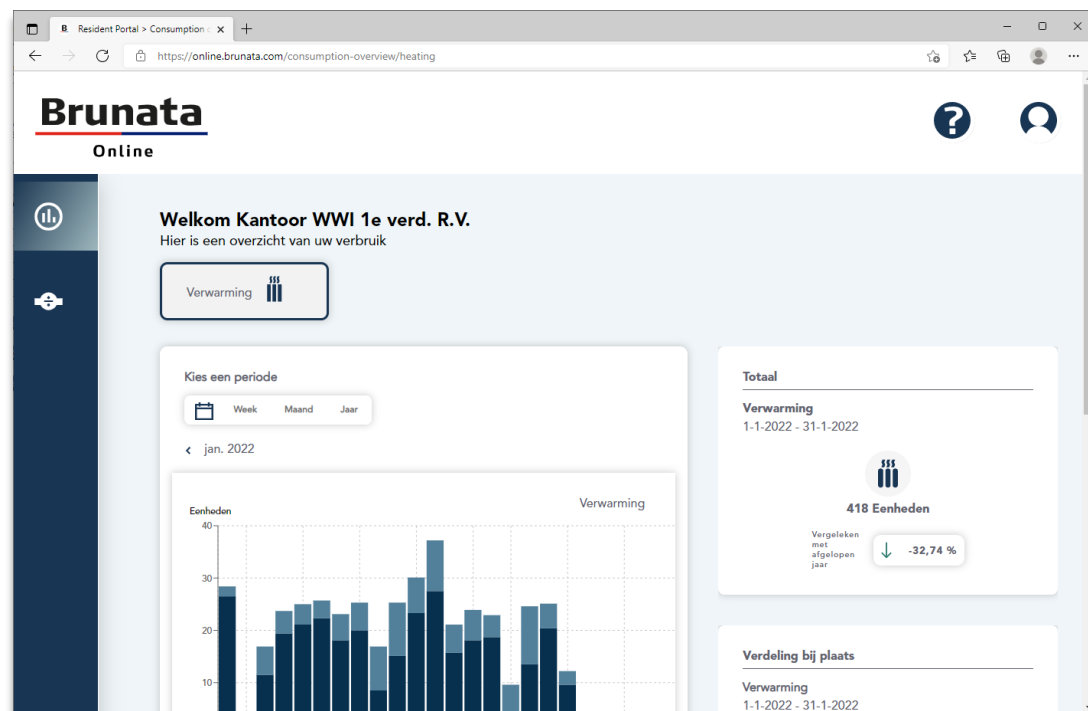 B. Resident Portal > Consumption
https://online.brunata.com/consumption-overview/heating
Brunata
Online
Welkom Kantoor WWI 1e verd. R.V.
Hier is een overzicht van uw verbruik
Verwarming
Kies een periode
Week Maand Jaar
jan. 2022
Eenheden
Verwarming
40
30
20
10
Totaal
Verwarming
1-1-2022 - 31-1-2022
418 Eenheden
Vergeleken
met
afgelopen
jaar
-32,74 %
Verdeling bij plaats
Verwarming
1-1-2022 - 31-1-2022